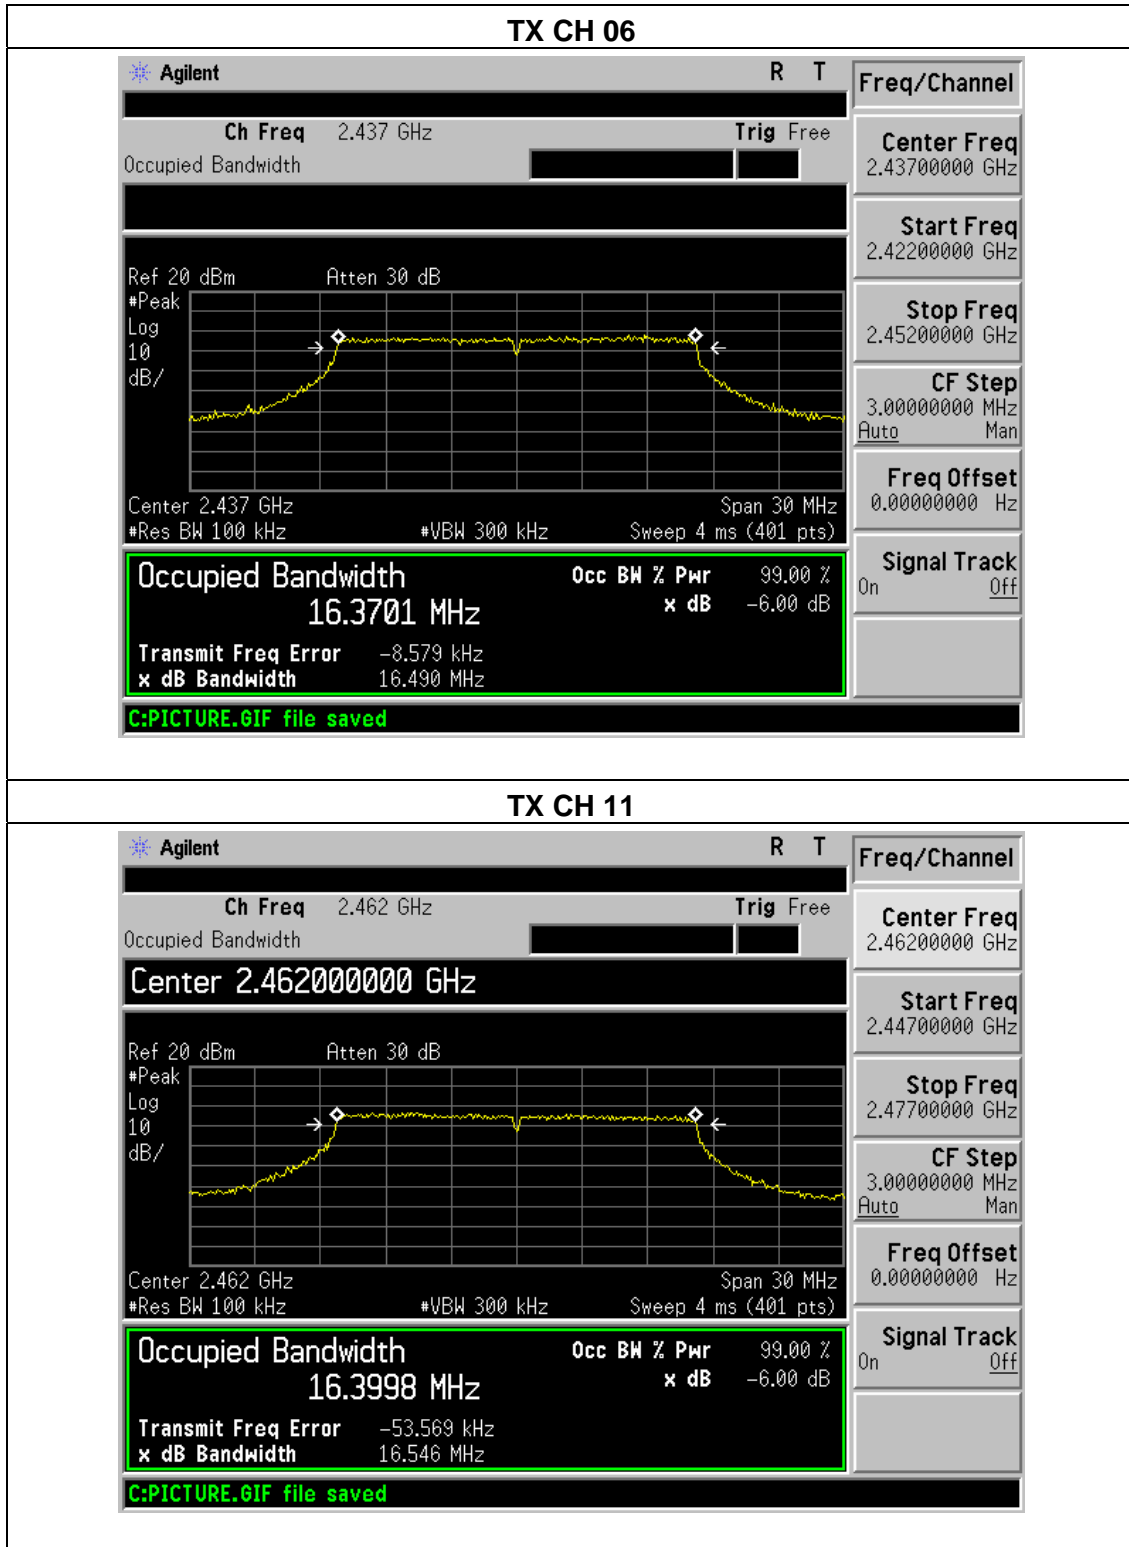 TX CH 06
Agilent R T
Freq/Channel
Ch Freq 2.437 GHz Trig Free
Occupied Bandwidth
Center Freq
2.43700000 GHz
Start Freq
2.42200000 GHz
Stop Freq
2.45200000 GHz
CF Step
3.00000000 MHz
Auto Man
Freq Offset
0.00000000 Hz
Signal Track
On Off
Ref 20 dBm Atten 30 dB
#Peak
Log
10
dB/
Center 2.437 GHz Span 30 MHz
#Res BW 100 kHz #VBW 300 kHz Sweep 4 ms (401 pts)
Occupied Bandwidth Occ BW % Pwr 99.00 %
16.3701 MHz x dB -6.00 dB
Transmit Freq Error -8.579 kHz
x dB Bandwidth 16.490 MHz
C:PICTURE.GIF file saved
TX CH 11
Agilent R T
Freq/Channel
Ch Freq 2.462 GHz Trig Free
Occupied Bandwidth
Center 2.462000000 GHz
Center Freq
2.46200000 GHz
Start Freq
2.44700000 GHz
Stop Freq
2.47700000 GHz
CF Step
3.00000000 MHz
Auto Man
Freq Offset
0.00000000 Hz
Signal Track
On Off
Ref 20 dBm Atten 30 dB
#Peak
Log
10
dB/
Center 2.462 GHz Span 30 MHz
#Res BW 100 kHz #VBW 300 kHz Sweep 4 ms (401 pts)
Occupied Bandwidth Occ BW % Pwr 99.00 %
16.3998 MHz x dB -6.00 dB
Transmit Freq Error -53.569 kHz
x dB Bandwidth 16.546 MHz
C:PICTURE.GIF file saved